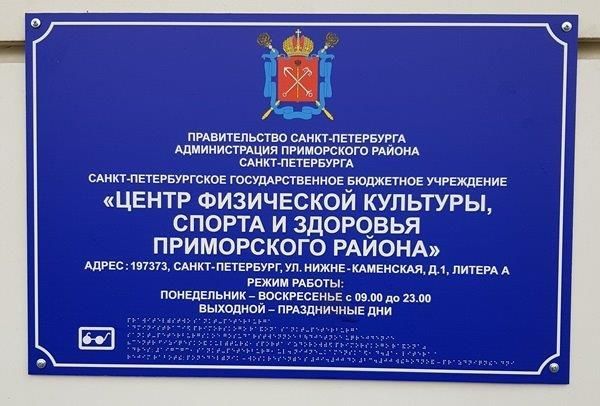 ПРАВИТЕЛЬСТВО САНКТ-ПЕТЕРБУРГА
АДМИНИСТРАЦИЯ ПРИМОРСКОГО РАЙОНА
САНКТ-ПЕТЕРБУРГА
САНКТ-ПЕТЕРБУРГСКОЕ ГОСУДАРСТВЕННОЕ БЮДЖЕТНОЕ УЧРЕЖДЕНИЕ
«ЦЕНТР ФИЗИЧЕСКОЙ КУЛЬТУРЫ,
СПОРТА И ЗДОРОВЬЯ
ПРИМОРСКОГО РАЙОНА»
АДРЕС: 197373, САНКТ-ПЕТЕРБУРГ, УЛ. НИЖНЕ-КАМЕНСКАЯ, Д.1, ЛИТЕРА А
РЕЖИМ РАБОТЫ:
ПОНЕДЕЛЬНИК – ВОСКРЕСЕНЬЕ с 09.00 до 23.00
ВЫХОДНОЙ – ПРАЗДНИЧНЫЕ ДНИ